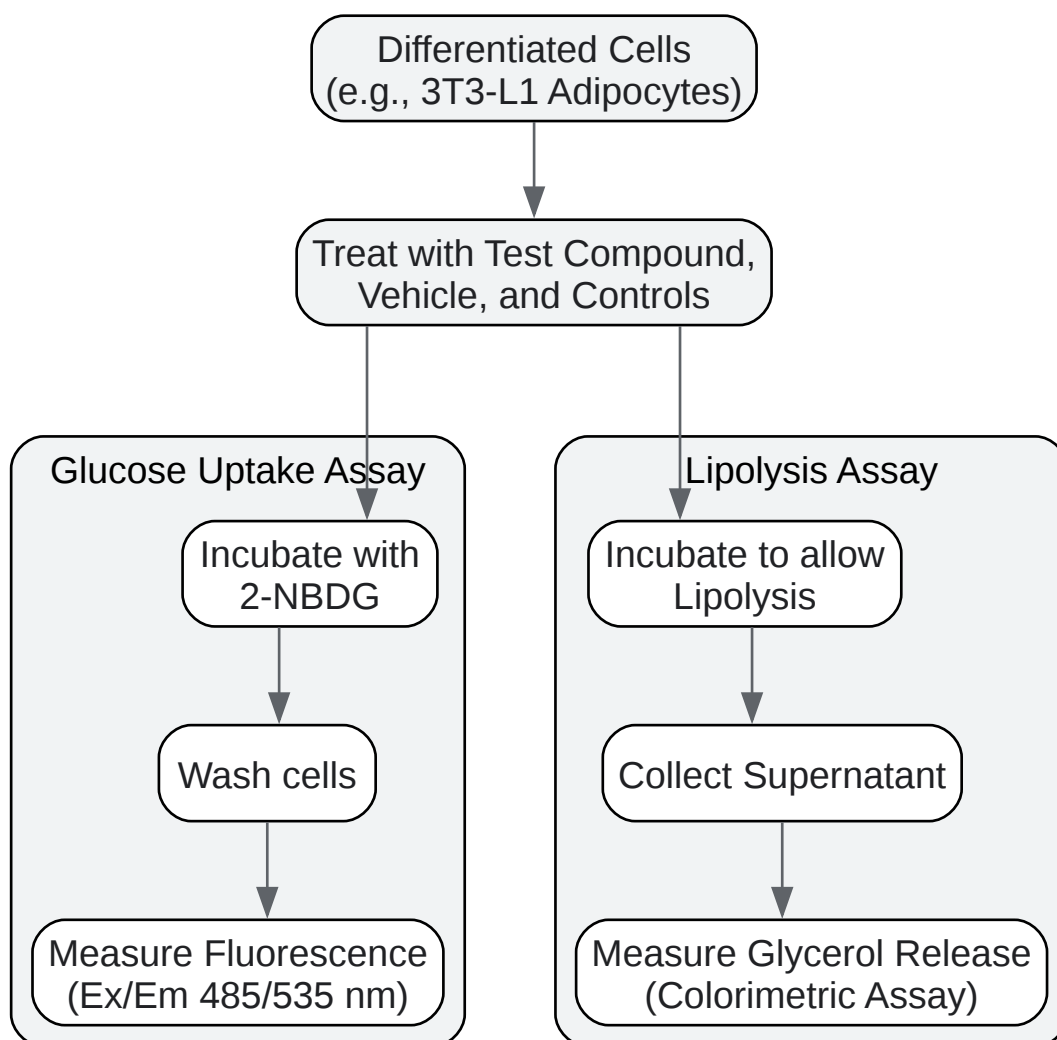 Differentiated Cells
(e.g., 3T3-L1 Adipocytes)
Treat with Test Compound,
Vehicle, and Controls
Glucose Uptake Assay
Incubate with
2-NBDG
Wash cells
Measure Fluorescence
(Ex/Em 485/535 nm)
Lipolysis Assay
Incubate to allow
Lipolysis
Collect Supernatant
Measure Glycerol Release
(Colorimetric Assay)